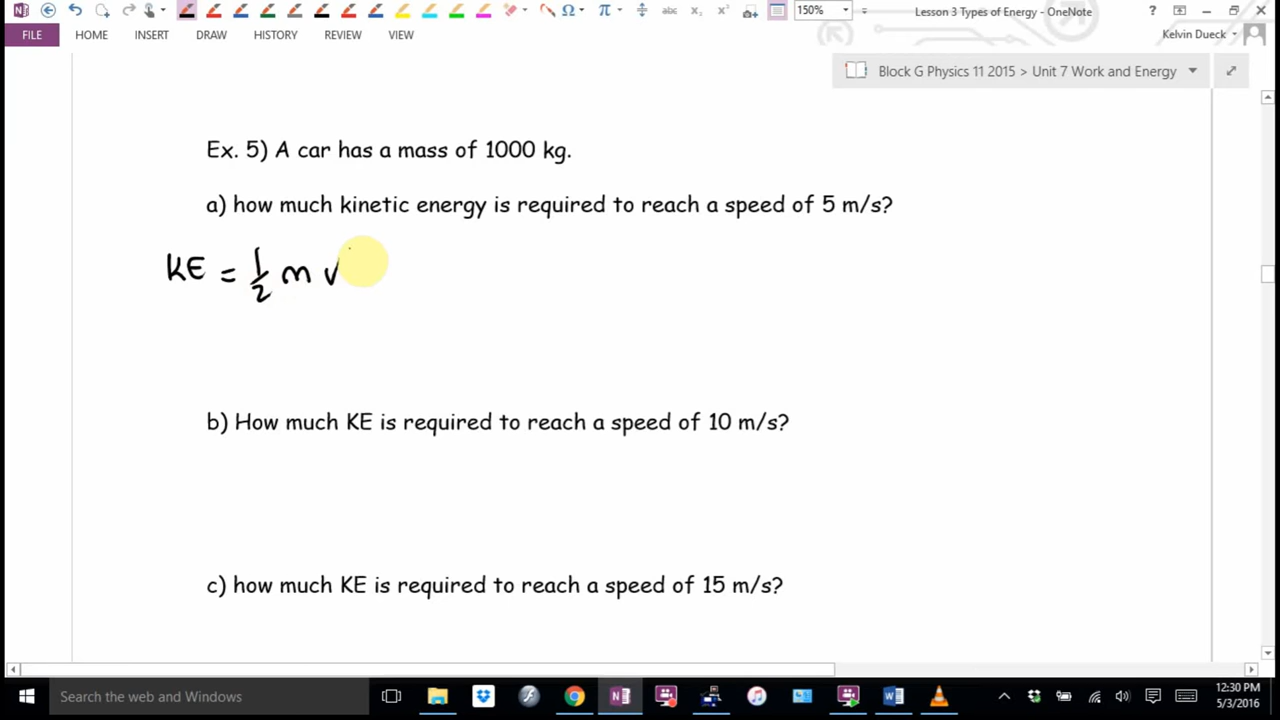 150% Lesson 3 Types of Energy - OneNote ?
FILE HOME INSERT DRAW HISTORY REVIEW VIEW Kelvin Dueck
Block G Physics 11 2015 > Unit 7 Work and Energy
Ex. 5) A car has a mass of 1000 kg.
a) how much kinetic energy is required to reach a speed of 5 m/s?
KE = 1/2 m v
b) How much KE is required to reach a speed of 10 m/s?
c) how much KE is required to reach a speed of 15 m/s?
Search the web and Windows
12:30 PM
5/3/2016